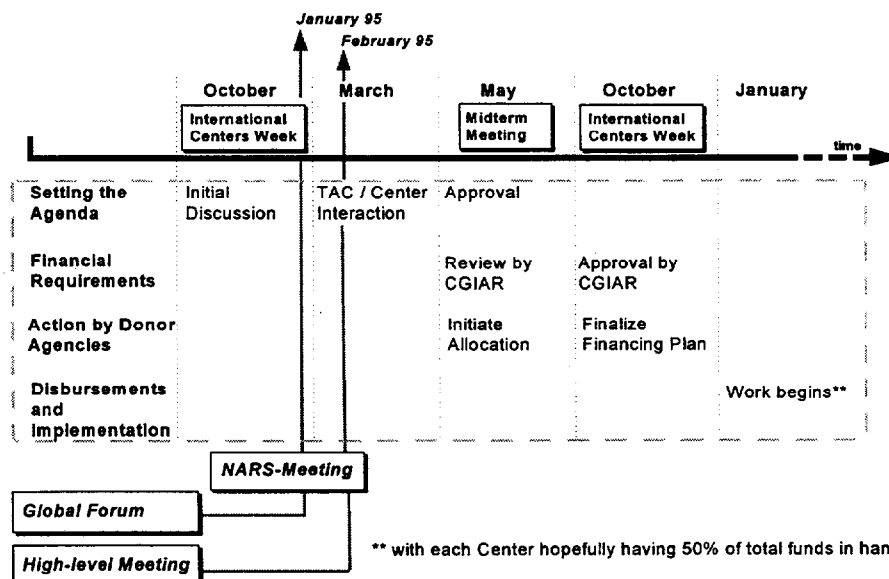 January 95
February 95
October March May October January
International Centers Week
Midterm Meeting
International Centers Week
time
Setting the Agenda
Initial Discussion
TAC / Center Interaction
Approval
Financial Requirements
Review by CGIAR
Approval by CGIAR
Action by Donor Agencies
Initiate Allocation
Finalize Financing Plan
Disbursements and Implementation
Work begins**
NARS-Meeting
Global Forum
High-level Meeting
** with each Center hopefully having 50% of total funds in